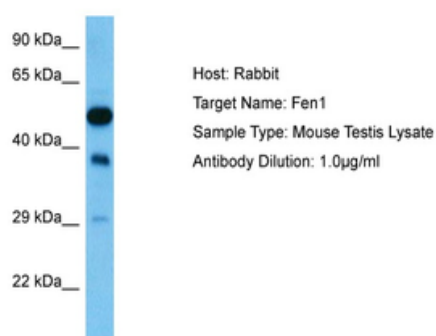 90 kDa__
65 kDa__
Host: Rabbit
Target Name: Fen1
Sample Type: Mouse Testis Lysate
40 kDa__
Antibody Dilution: 1.0µg/ml
29 kDa__
22 kDa__